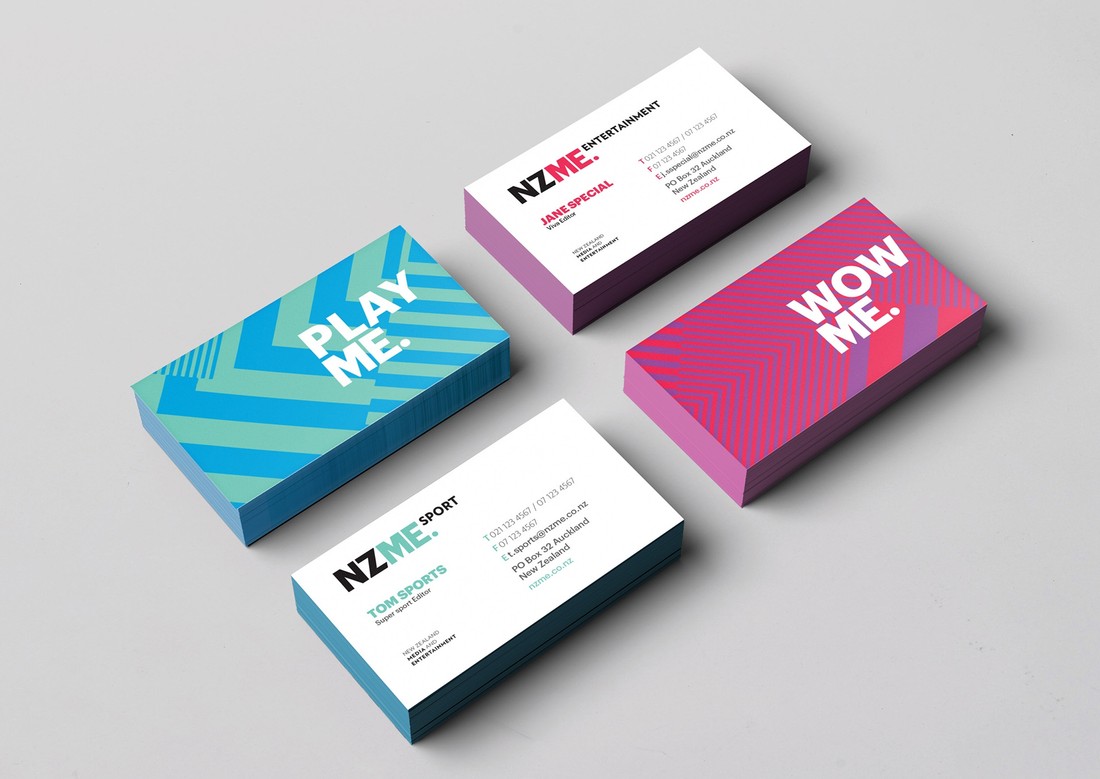 NZME. ENTERTAINMENT
JANE SPECIAL
Viva Editor
NEW ZEALAND
MEDIA AND
ENTERTAINMENT
T 021 123 4567 / 07 123 4567
F 07 123 4567
E j.sspecial@nzme.co.nz
PO Box 32 Auckland
New Zealand
nzme.co.nz
PLAY
ME.
WOW
ME.
NZME. SPORT
TOM SPORTS
Super sport Editor
NEW ZEALAND
MEDIA AND
ENTERTAINMENT
T 021 123 4567 / 07 123 4567
F 07 123 4567
E t.sports@nzme.co.nz
PO Box 32 Auckland
New Zealand
nzme.co.nz